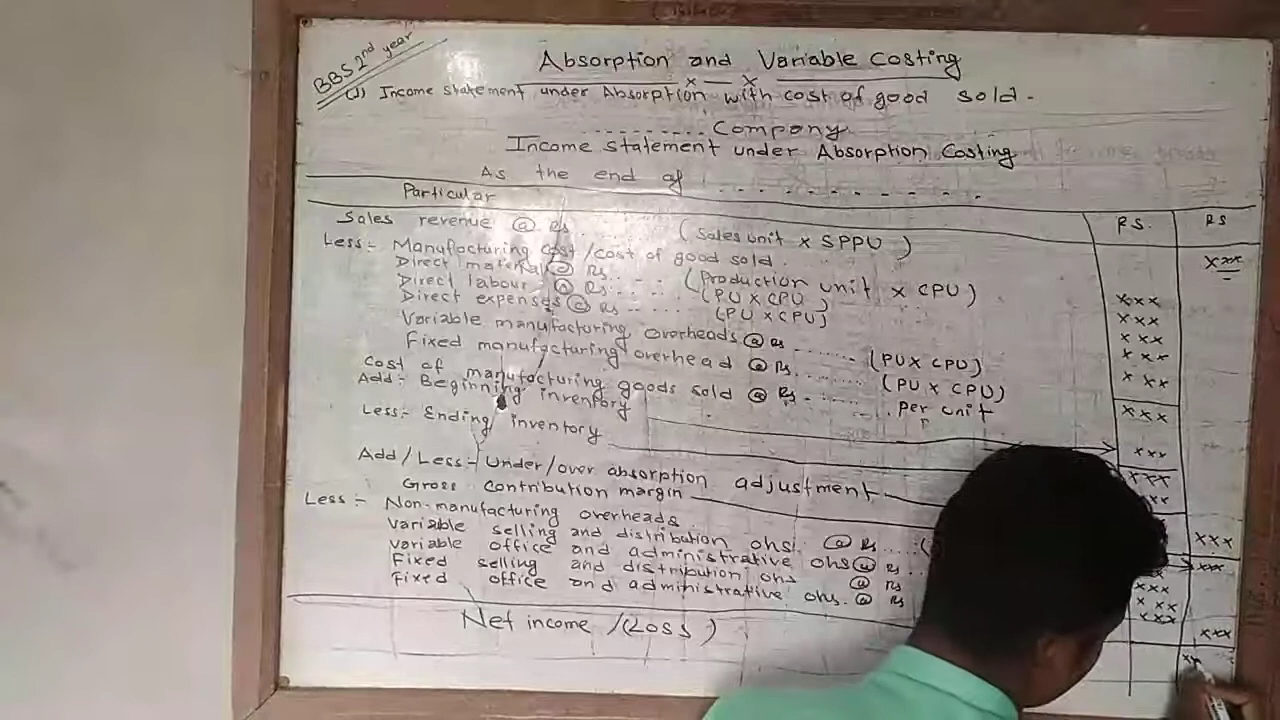 BBS 2nd year
Absorption and Variable Costing
x — x
(1) Income statement under Absorption with cost of good sold.
......... Company
Income statement under Absorption Costing
As the end of . . . . . . . . . . .
Particular RS. RS
Sales revenue @ Rs .. (Sales unit x SPPU) xxx
Less:- Manufacturing cost/cost of good sold.
Direct material @ Rs.. .. (Production unit x CPU) xxx
Direct labour @ Rs... .. (PU x CPU) xxx
Direct expenses @ Rs -- .... (PU x CPU) xxx
Variable manufacturing overheads @ Rs ........ (PU x CPU) xxx
Fixed manufacturing overhead @ Rs. ........ (PU x CPU) xxx
Cost of manufacturing goods sold @ Rs....... per unit xxx
Add:- Beginning inventory xxx
Less:- Ending inventory xxx
Add/Less:- Under/over absorption adjustment xxx xxx
Gross contribution margin xxx
Less:- Non-manufacturing overheads
Variable selling and distribution ohs. @ Rs ....(
Variable office and administrative ohs @ Rs .. xxx
Fixed selling and distribution ohs @ Rs xxx
Fixed office and administrative ohs. @ Rs xxx xxx
Net income /(Loss) xx